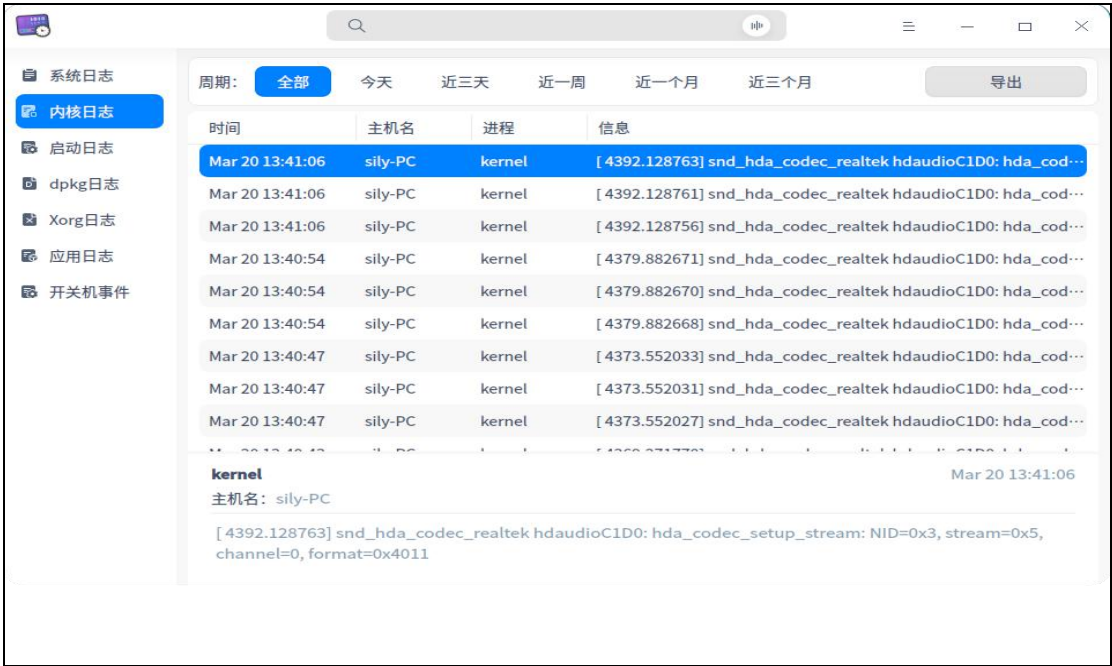 系统日志
内核日志
启动日志
dpkg日志
Xorg日志
应用日志
开关机事件
周期: 全部 今天 近三天 近一周 近一个月 近三个月 导出
时间 主机名 进程 信息
Mar 20 13:41:06 sily-PC kernel [ 4392.128763] snd_hda_codec_realtek hdaudioC1D0: hda_cod···
Mar 20 13:41:06 sily-PC kernel [ 4392.128761] snd_hda_codec_realtek hdaudioC1D0: hda_cod···
Mar 20 13:41:06 sily-PC kernel [ 4392.128756] snd_hda_codec_realtek hdaudioC1D0: hda_cod···
Mar 20 13:40:54 sily-PC kernel [ 4379.882671] snd_hda_codec_realtek hdaudioC1D0: hda_cod···
Mar 20 13:40:54 sily-PC kernel [ 4379.882670] snd_hda_codec_realtek hdaudioC1D0: hda_cod···
Mar 20 13:40:54 sily-PC kernel [ 4379.882668] snd_hda_codec_realtek hdaudioC1D0: hda_cod···
Mar 20 13:40:47 sily-PC kernel [ 4373.552033] snd_hda_codec_realtek hdaudioC1D0: hda_cod···
Mar 20 13:40:47 sily-PC kernel [ 4373.552031] snd_hda_codec_realtek hdaudioC1D0: hda_cod···
Mar 20 13:40:47 sily-PC kernel [ 4373.552027] snd_hda_codec_realtek hdaudioC1D0: hda_cod···
kernel Mar 20 13:41:06
主机名: sily-PC
[ 4392.128763] snd_hda_codec_realtek hdaudioC1D0: hda_codec_setup_stream: NID=0x3, stream=0x5,
channel=0, format=0x4011